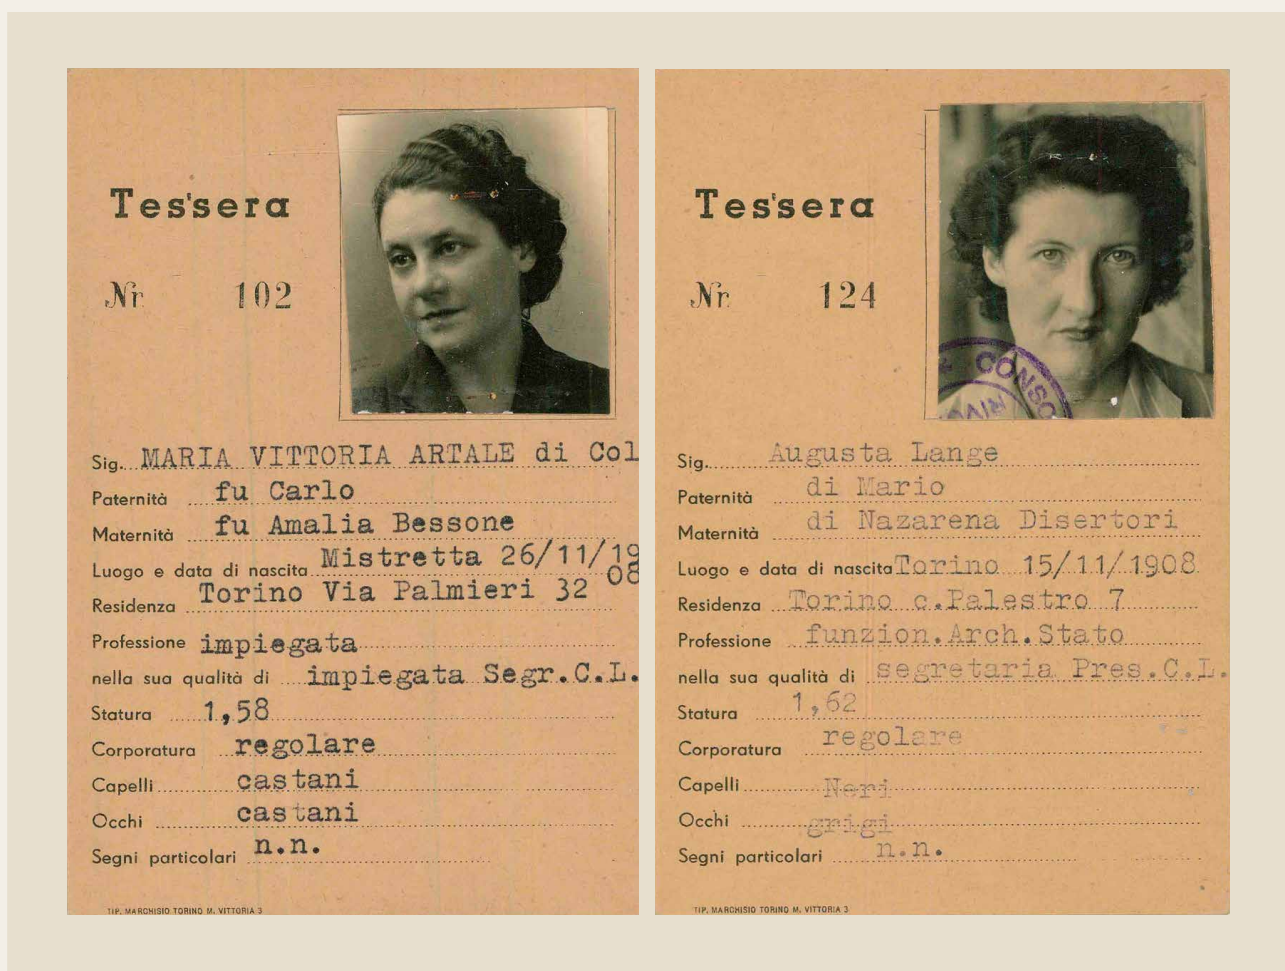 Tessera
Nr 102
Sig. MARIA VITTORIA ARTALE di Col
Paternità fu Carlo
Maternità fu Amalia Bessone
Luogo e data di nascita Mistretta 26/11/19
08
Residenza Torino Via Palmieri 32
Professione impiegata
nella sua qualità di impiegata Segr.C.L.
Statura 1,58
Corporatura regolare
Capelli castani
Occhi castani
Segni particolari n.n.
TIP. MARCHISIO TORINO M. VITTORIA 3
Tessera
Nr. 124
CONSO
Sig. Augusta Lange
Paternità di Mario
Maternità di Nazarena Disertori
Luogo e data di nascita Torino 15/11/1908
Residenza Torino c.Palestro 7
Professione funzion.Arch.Stato
nella sua qualità di segretaria Pres.C.L.
Statura 1,62
Corporatura regolare
Capelli Neri
Occhi grigi
Segni particolari n.n.
TIP. MARCHISIO TORINO M. VITTORIA 3